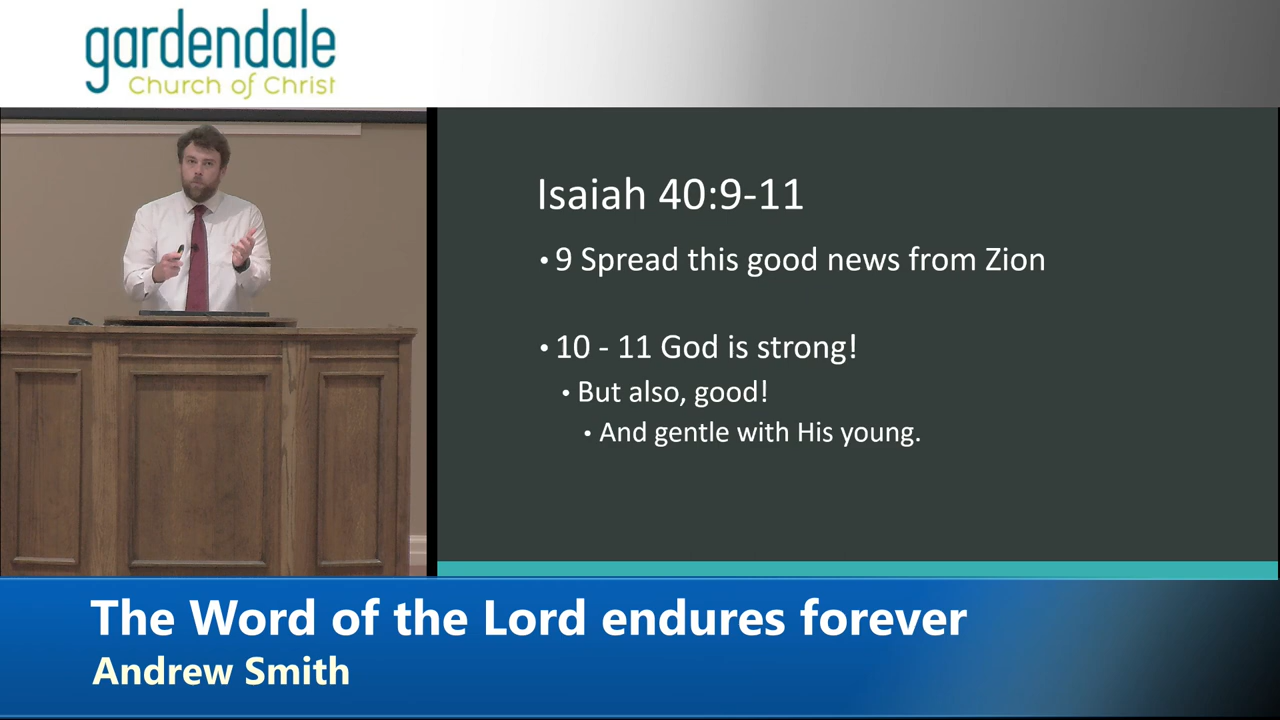 gardendale
Church of Christ
Isaiah 40:9-11
• 9 Spread this good news from Zion
• 10 - 11 God is strong!
• But also, good!
• And gentle with His young.
The Word of the Lord endures forever
Andrew Smith